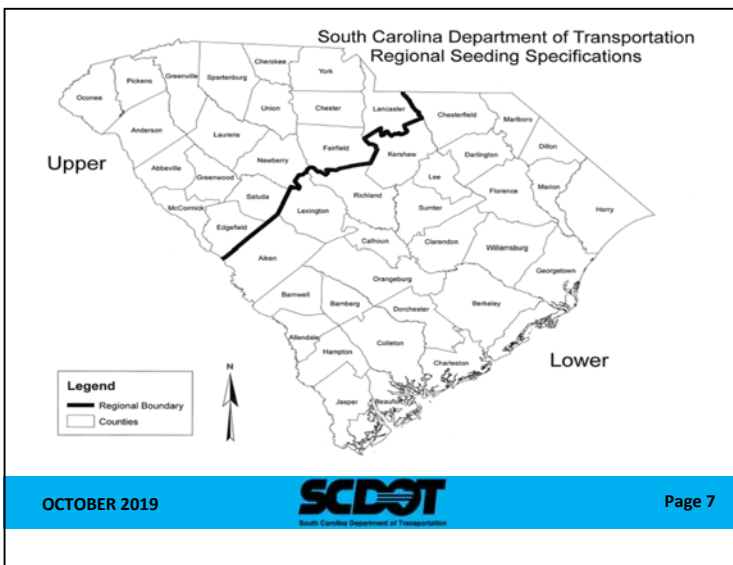 South Carolina Department of Transportation
Regional Seeding Specifications
Cherokee
York
Greenville
Spartanburg
Pickens
Oconee
Union
Chester
Lancaster
Chesterfield
Marlboro
Anderson
Laurens
Fairfield
Kershaw
Darlington
Dillon
Upper
Newberry
Abbeville
Greenwood
Lee
Marion
Florence
Saluda
McCormick
Lexington
Richland
Sumter
Horry
Edgefield
Calhoun
Clarendon
Williamsburg
Aiken
Georgetown
Orangeburg
Barnwell
Bamberg
Dorchester
Berkeley
Allendale
Colleton
Hampton
Charleston
Lower
N
Legend
Regional Boundary
Counties
Jasper
Beaufort
OCTOBER 2019
SCDOT
South Carolina Department of Transportation
Page 7